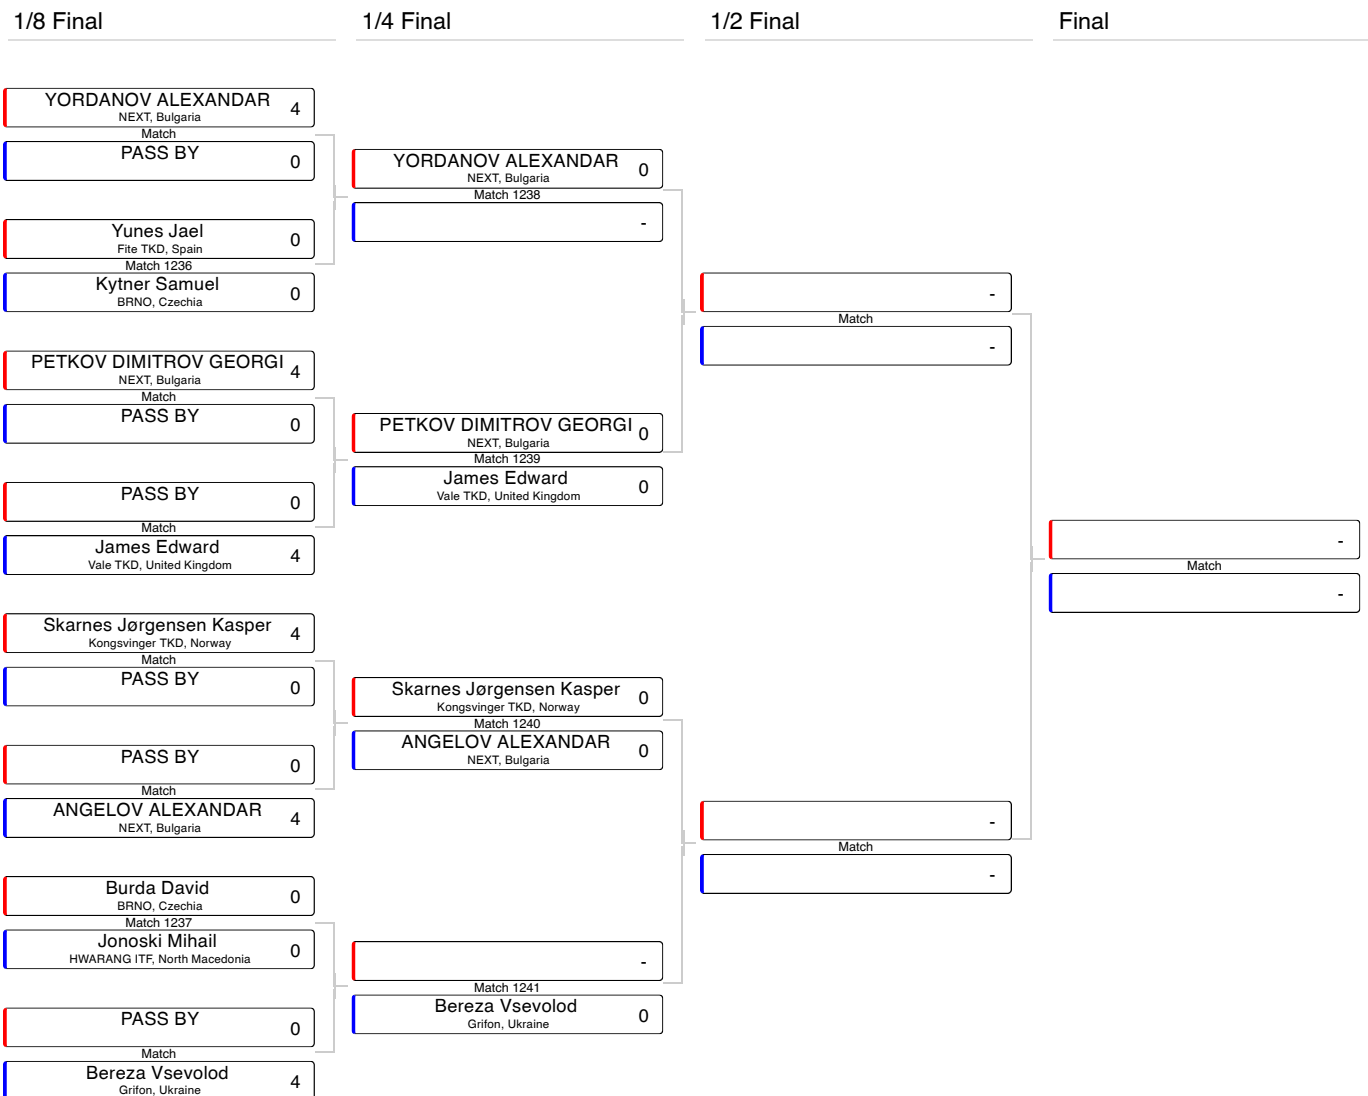 1/8 Final
1/4 Final
1/2 Final
Final
YORDANOV ALEXANDAR 4
NEXT, Bulgaria
Match
PASS BY 0
Yunes Jael 0
Fite TKD, Spain
Match 1236
Kytner Samuel 0
BRNO, Czechia
PETKOV DIMITROV GEORGI 4
NEXT, Bulgaria
Match
PASS BY 0
PASS BY 0
Match
James Edward 4
Vale TKD, United Kingdom
Skarnes Jørgensen Kasper 4
Kongsvinger TKD, Norway
Match
PASS BY 0
PASS BY 0
Match
ANGELOV ALEXANDAR 4
NEXT, Bulgaria
Burda David 0
BRNO, Czechia
Match 1237
Jonoski Mihail 0
HWARANG ITF, North Macedonia
PASS BY 0
Match
Bereza Vsevolod 4
Grifon, Ukraine
YORDANOV ALEXANDAR 0
NEXT, Bulgaria
Match 1238
-
PETKOV DIMITROV GEORGI 0
NEXT, Bulgaria
Match 1239
James Edward 0
Vale TKD, United Kingdom
Skarnes Jørgensen Kasper 0
Kongsvinger TKD, Norway
Match 1240
ANGELOV ALEXANDAR 0
NEXT, Bulgaria
-
Match 1241
Bereza Vsevolod 0
Grifon, Ukraine
-
Match
-
-
Match
-
-
Match
-